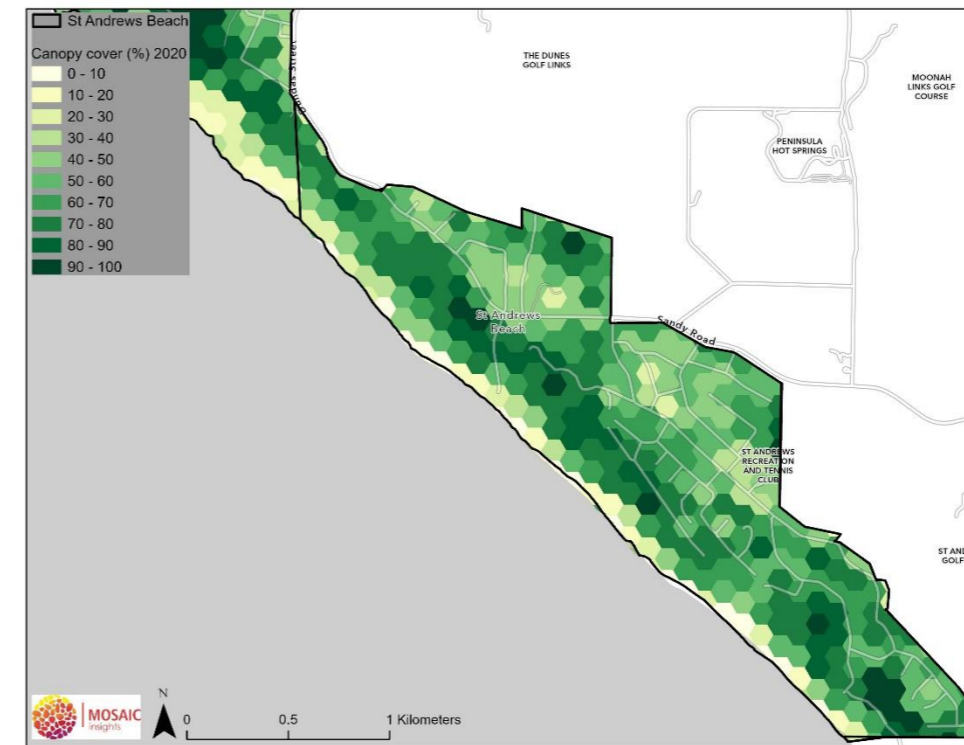 St Andrews Beach
Canopy cover (%) 2020
0 - 10
10 - 20
20 - 30
30 - 40
40 - 50
50 - 60
60 - 70
70 - 80
80 - 90
90 - 100
THE DUNES
GOLF LINKS
MOONAH
LINKS GOLF
COURSE
PENINSULA
HOT SPRINGS
St Andrews
Beach
Sandy Road
ST ANDREWS
RECREATION
AND TENNIS
CLUB
ST AND
GOLF
MOSAIC
insights
N
0
0.5
1 Kilometers